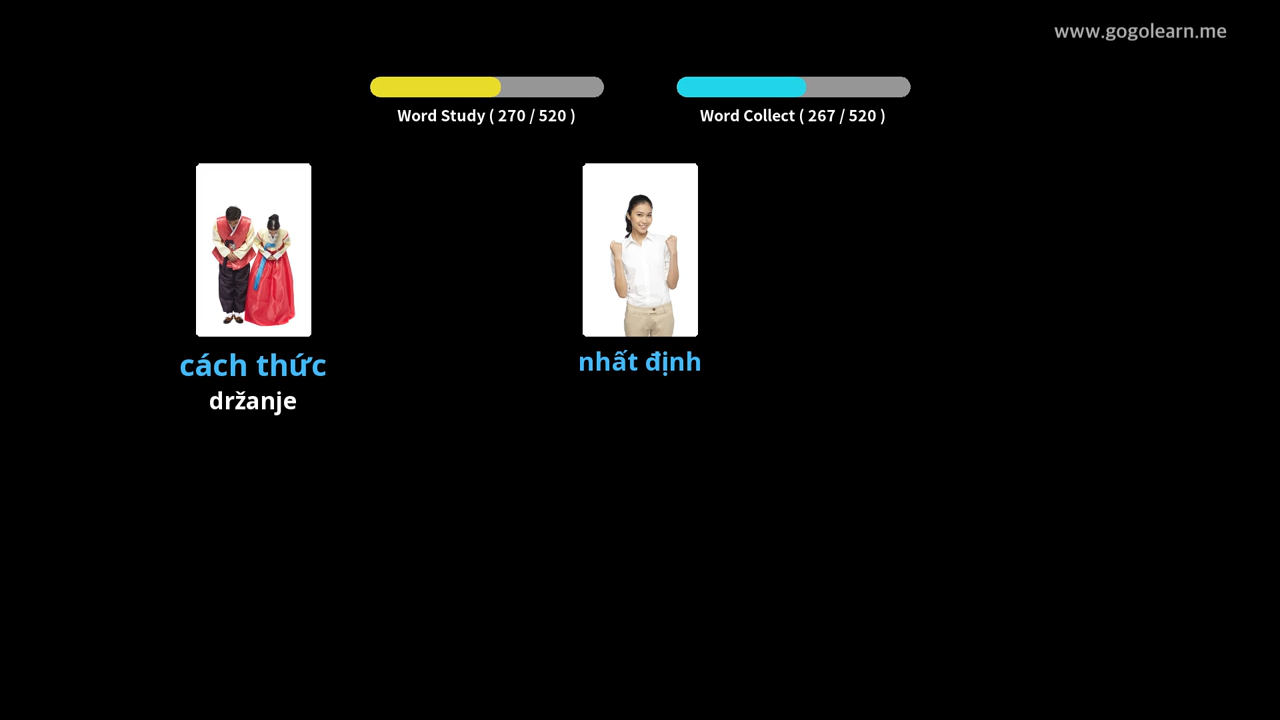 www.gogolearn.me
Word Study ( 270 / 520 )
Word Collect ( 267 / 520 )
cách thức
držanje
nhất định